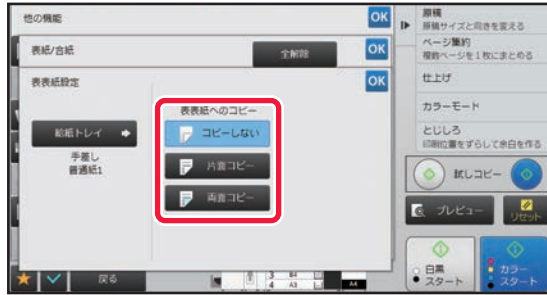 他の機能
OK
表紙/合紙
全解除
OK
表表紙設定
OK
表表紙へのコピー
給紙トレイ
手差し
普通紙1
コピーしない
片面コピー
両面コピー
戻る
3 B4
4 A3
A4
原稿
原稿サイズと向きを変える
ページ集約
複数ページを1枚にまとめる
仕上げ
カラーモード
とじしろ
印刷位置をずらして余白を作る
試しコピー
プレビュー
リセット
白黒
スタート
カラー
スタート